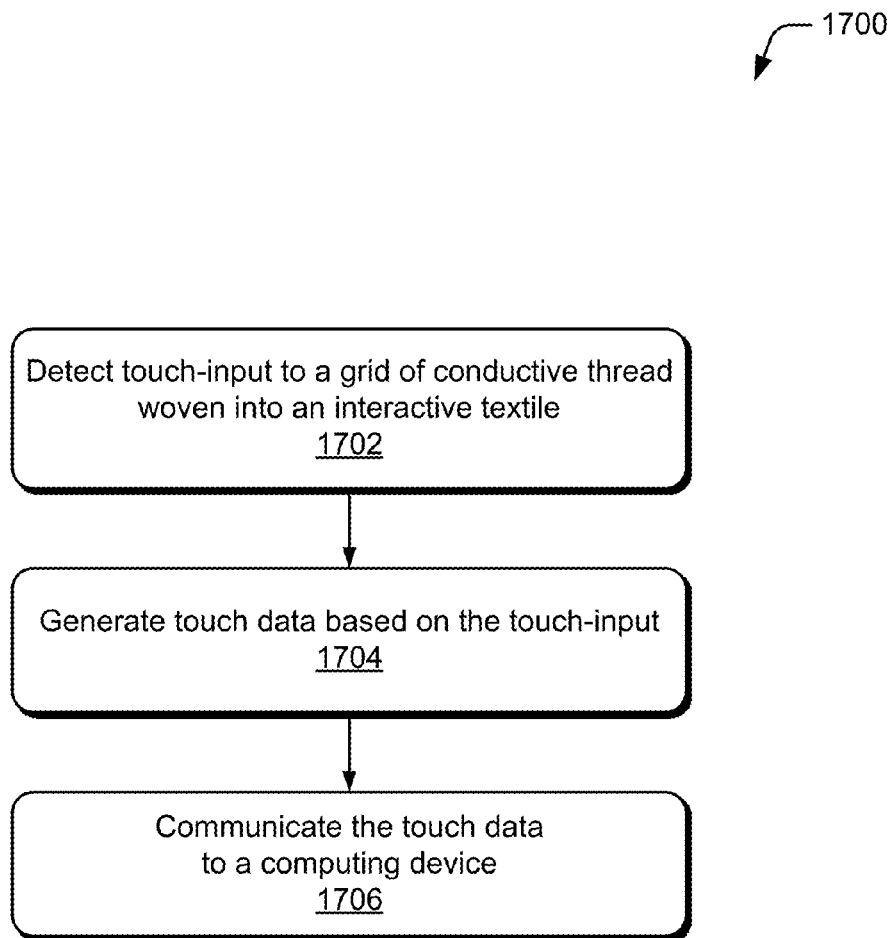 1700
Detect touch-input to a grid of conductive thread
woven into an interactive textile
1702
Generate touch data based on the touch-input
1704
Communicate the touch data
to a computing device
1706